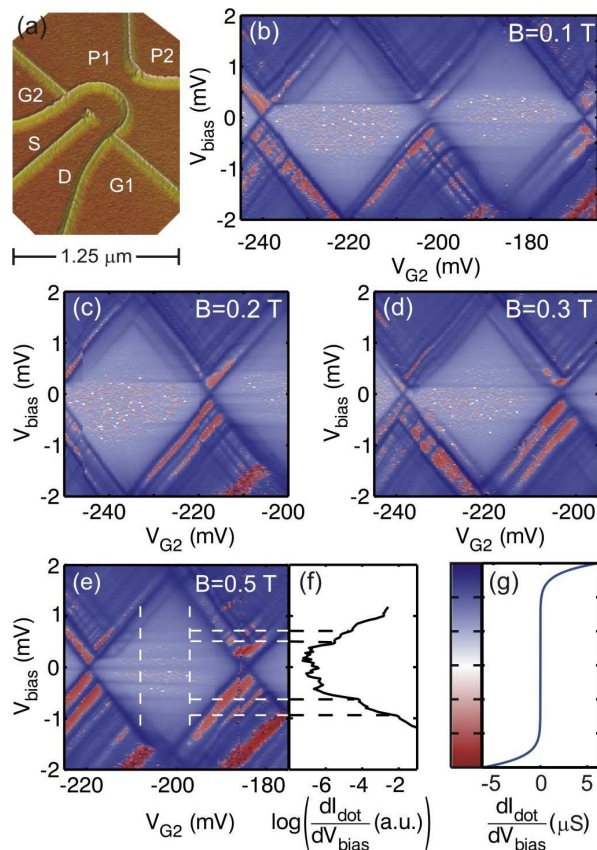 (a)
P1
P2
G2
S
D
G1
1.25 μm
(b)
B=0.1 T
V_bias (mV)
2
1
0
-1
-2
-240
-220
-200
-180
V_G2 (mV)
(c)
B=0.2 T
V_bias (mV)
2
1
0
-1
-2
-240
-220
-200
V_G2 (mV)
(d)
B=0.3 T
V_bias (mV)
2
1
0
-1
-2
-240
-220
-200
V_G2 (mV)
(e)
B=0.5 T
V_bias (mV)
2
1
0
-1
-2
-220
-200
-180
V_G2 (mV)
(f)
-6
-4
-2
-1
log(dI_dot/dV_bias (a.u.))
(g)
-5
0
5
dI_dot/dV_bias (μS)